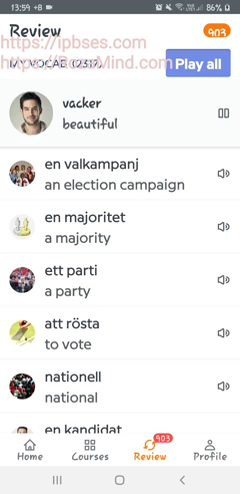 13:59 +B 86%
Review 903
https://ipbses.com
MY VOCAB (2317) Play all
vacker
beautiful
en valkampanj
an election campaign
en majoritet
a majority
ett parti
a party
att rösta
to vote
nationell
national
en kandidat
903
Home Courses Review Profile